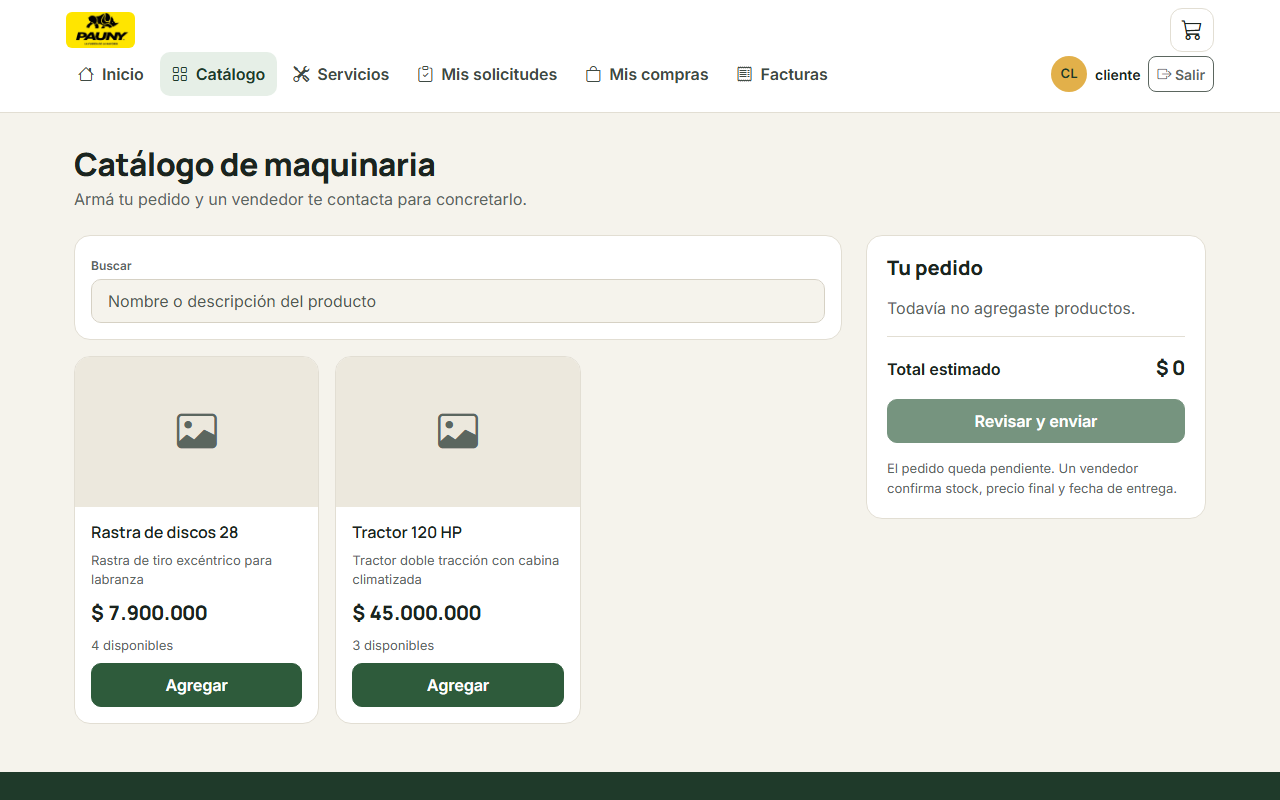 PAUNY
Inicio
Catálogo
Servicios
Mis solicitudes
Mis compras
Facturas
CL
cliente
Salir
Catálogo de maquinaria
Armá tu pedido y un vendedor te contacta para concretarlo.
Buscar
Nombre o descripción del producto
Rastra de discos 28
Rastra de tiro excéntrico para
labranza
$ 7.900.000
4 disponibles
Agregar
Tractor 120 HP
Tractor doble tracción con cabina
climatizada
$ 45.000.000
3 disponibles
Agregar
Tu pedido
Todavía no agregaste productos.
Total estimado
$ 0
Revisar y enviar
El pedido queda pendiente. Un vendedor
confirma stock, precio final y fecha de entrega.